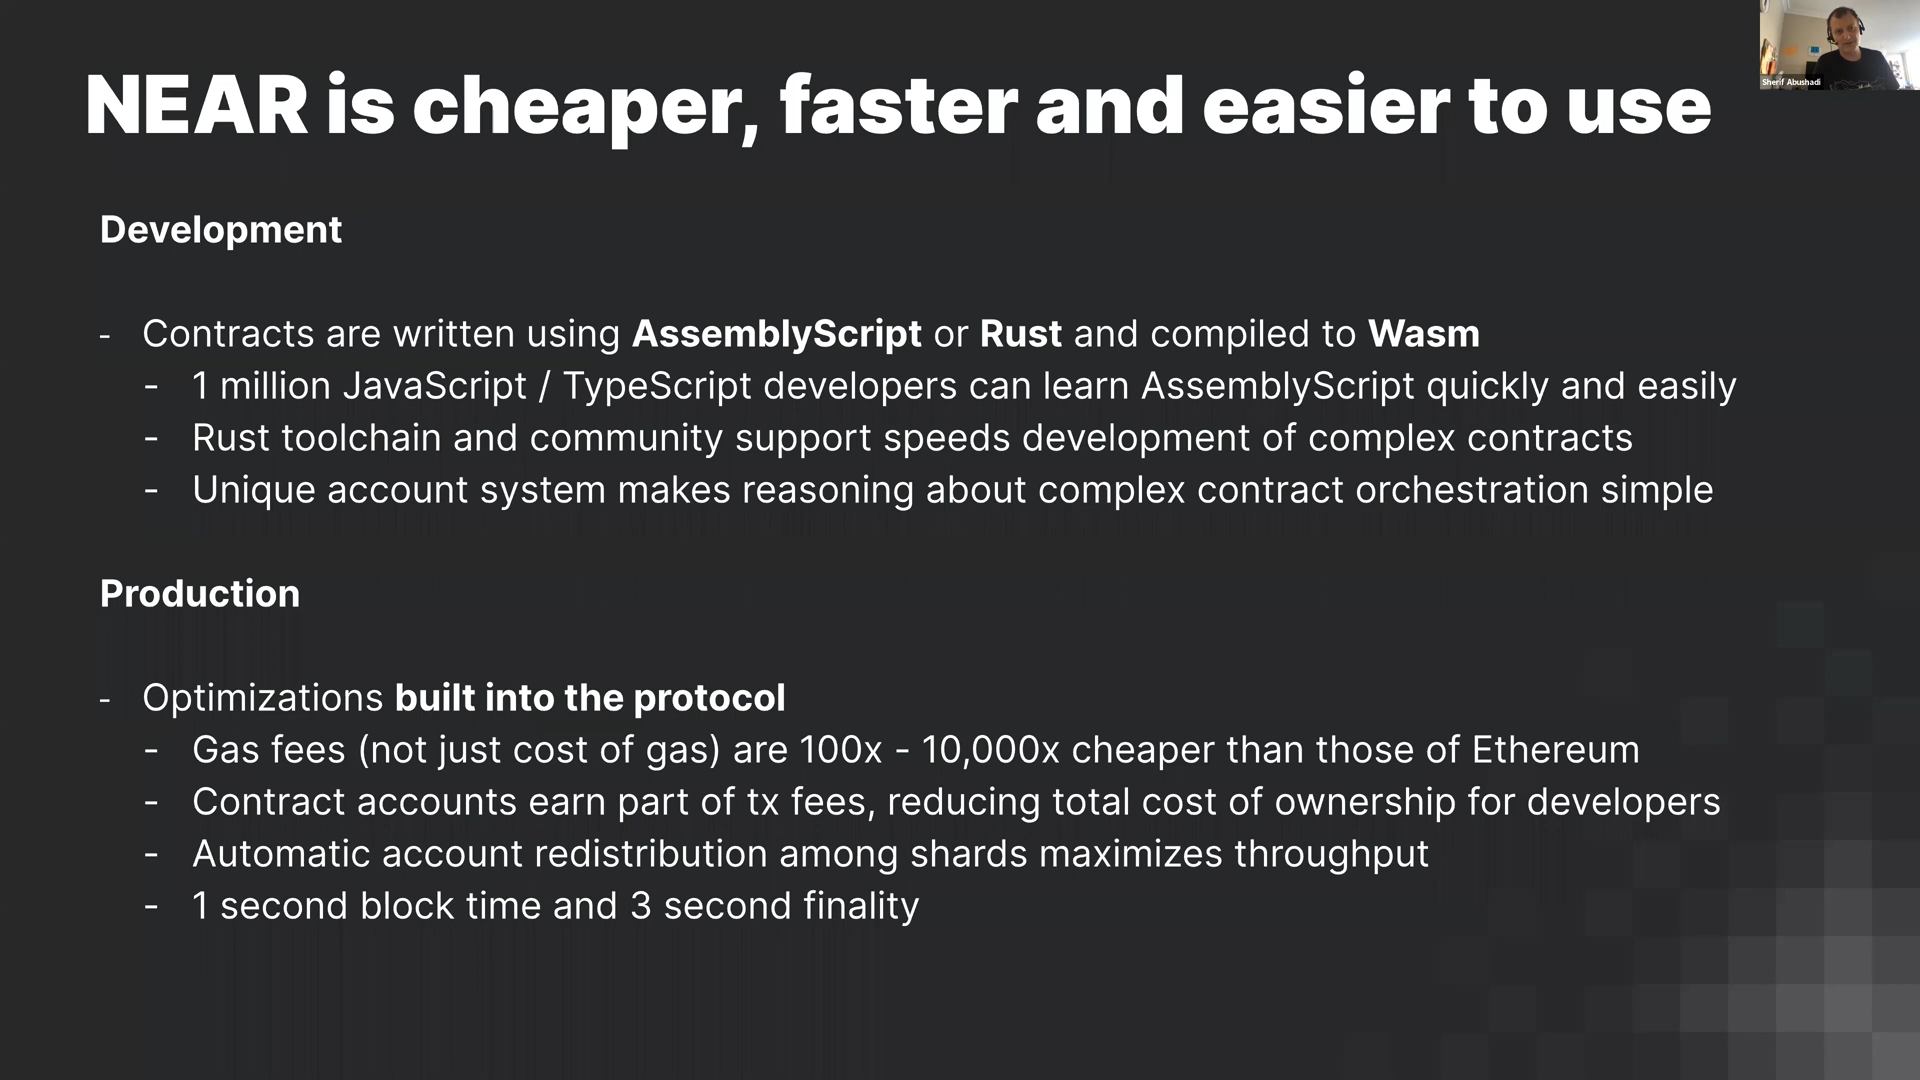 NEAR is cheaper, faster and easier to use
Sherif Abushadi
Development
- Contracts are written using AssemblyScript or Rust and compiled to Wasm
- 1 million JavaScript / TypeScript developers can learn AssemblyScript quickly and easily
- Rust toolchain and community support speeds development of complex contracts
- Unique account system makes reasoning about complex contract orchestration simple
Production
- Optimizations built into the protocol
- Gas fees (not just cost of gas) are 100x - 10,000x cheaper than those of Ethereum
- Contract accounts earn part of tx fees, reducing total cost of ownership for developers
- Automatic account redistribution among shards maximizes throughput
- 1 second block time and 3 second finality